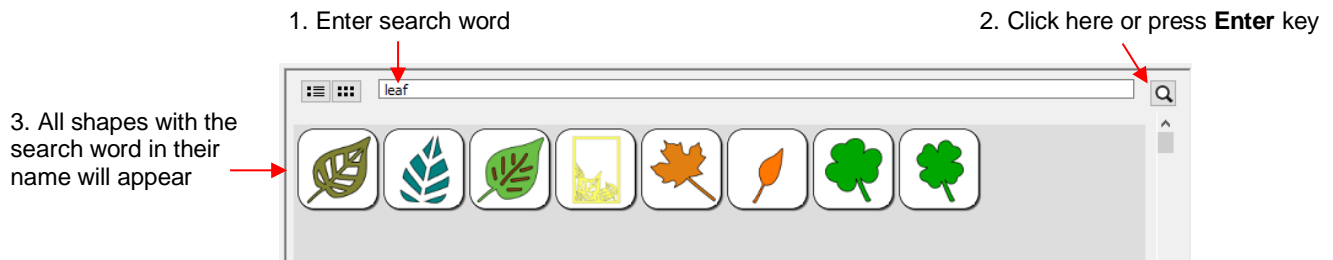 1. Enter search word
2. Click here or press Enter key
leaf
3. All shapes with the
search word in their
name will appear